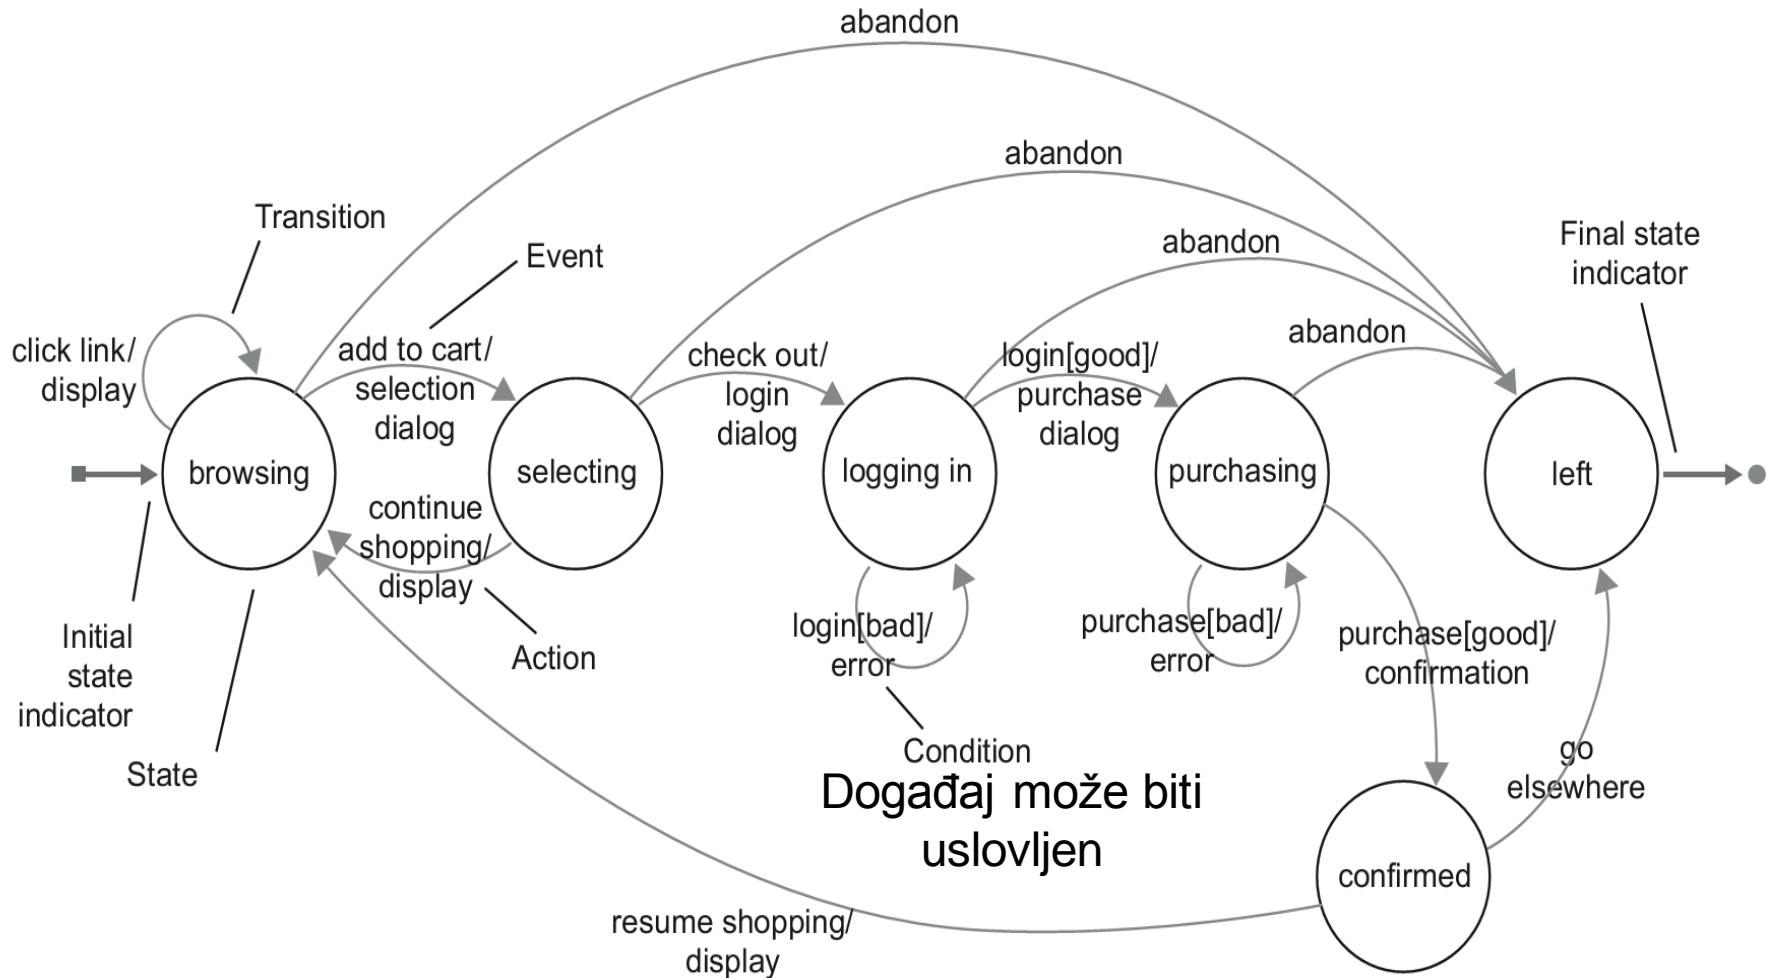 abandon
abandon
Transition
Event
abandon
Final state
indicator
click link/
display
add to cart/
selection
dialog
check out/
login
dialog
login[good]/
purchase
dialog
abandon
browsing
selecting
logging in
purchasing
left
continue
shopping/
display
Initial
state
indicator
State
Action
login[bad]/
error
purchase[bad]/
error
purchase[good]/
confirmation
Condition
Događaj može biti
uslovljen
go
elsewhere
confirmed
resume shopping/
display